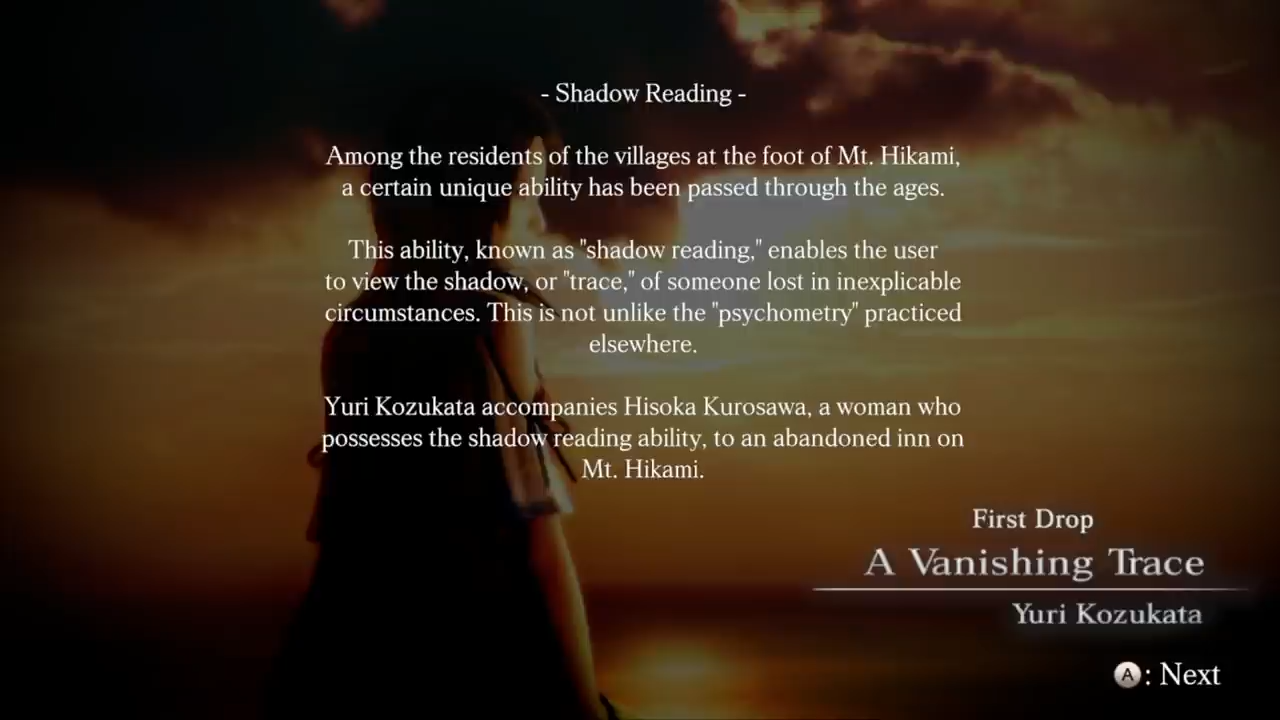 - Shadow Reading -
Among the residents of the villages at the foot of Mt. Hikami,
a certain unique ability has been passed through the ages.
This ability, known as "shadow reading," enables the user
to view the shadow, or "trace," of someone lost in inexplicable
circumstances. This is not unlike the "psychometry" practiced
elsewhere.
Yuri Kozukata accompanies Hisoka Kurosawa, a woman who
possesses the shadow reading ability, to an abandoned inn on
Mt. Hikami.
First Drop
A Vanishing Trace
Yuri Kozukata
A: Next